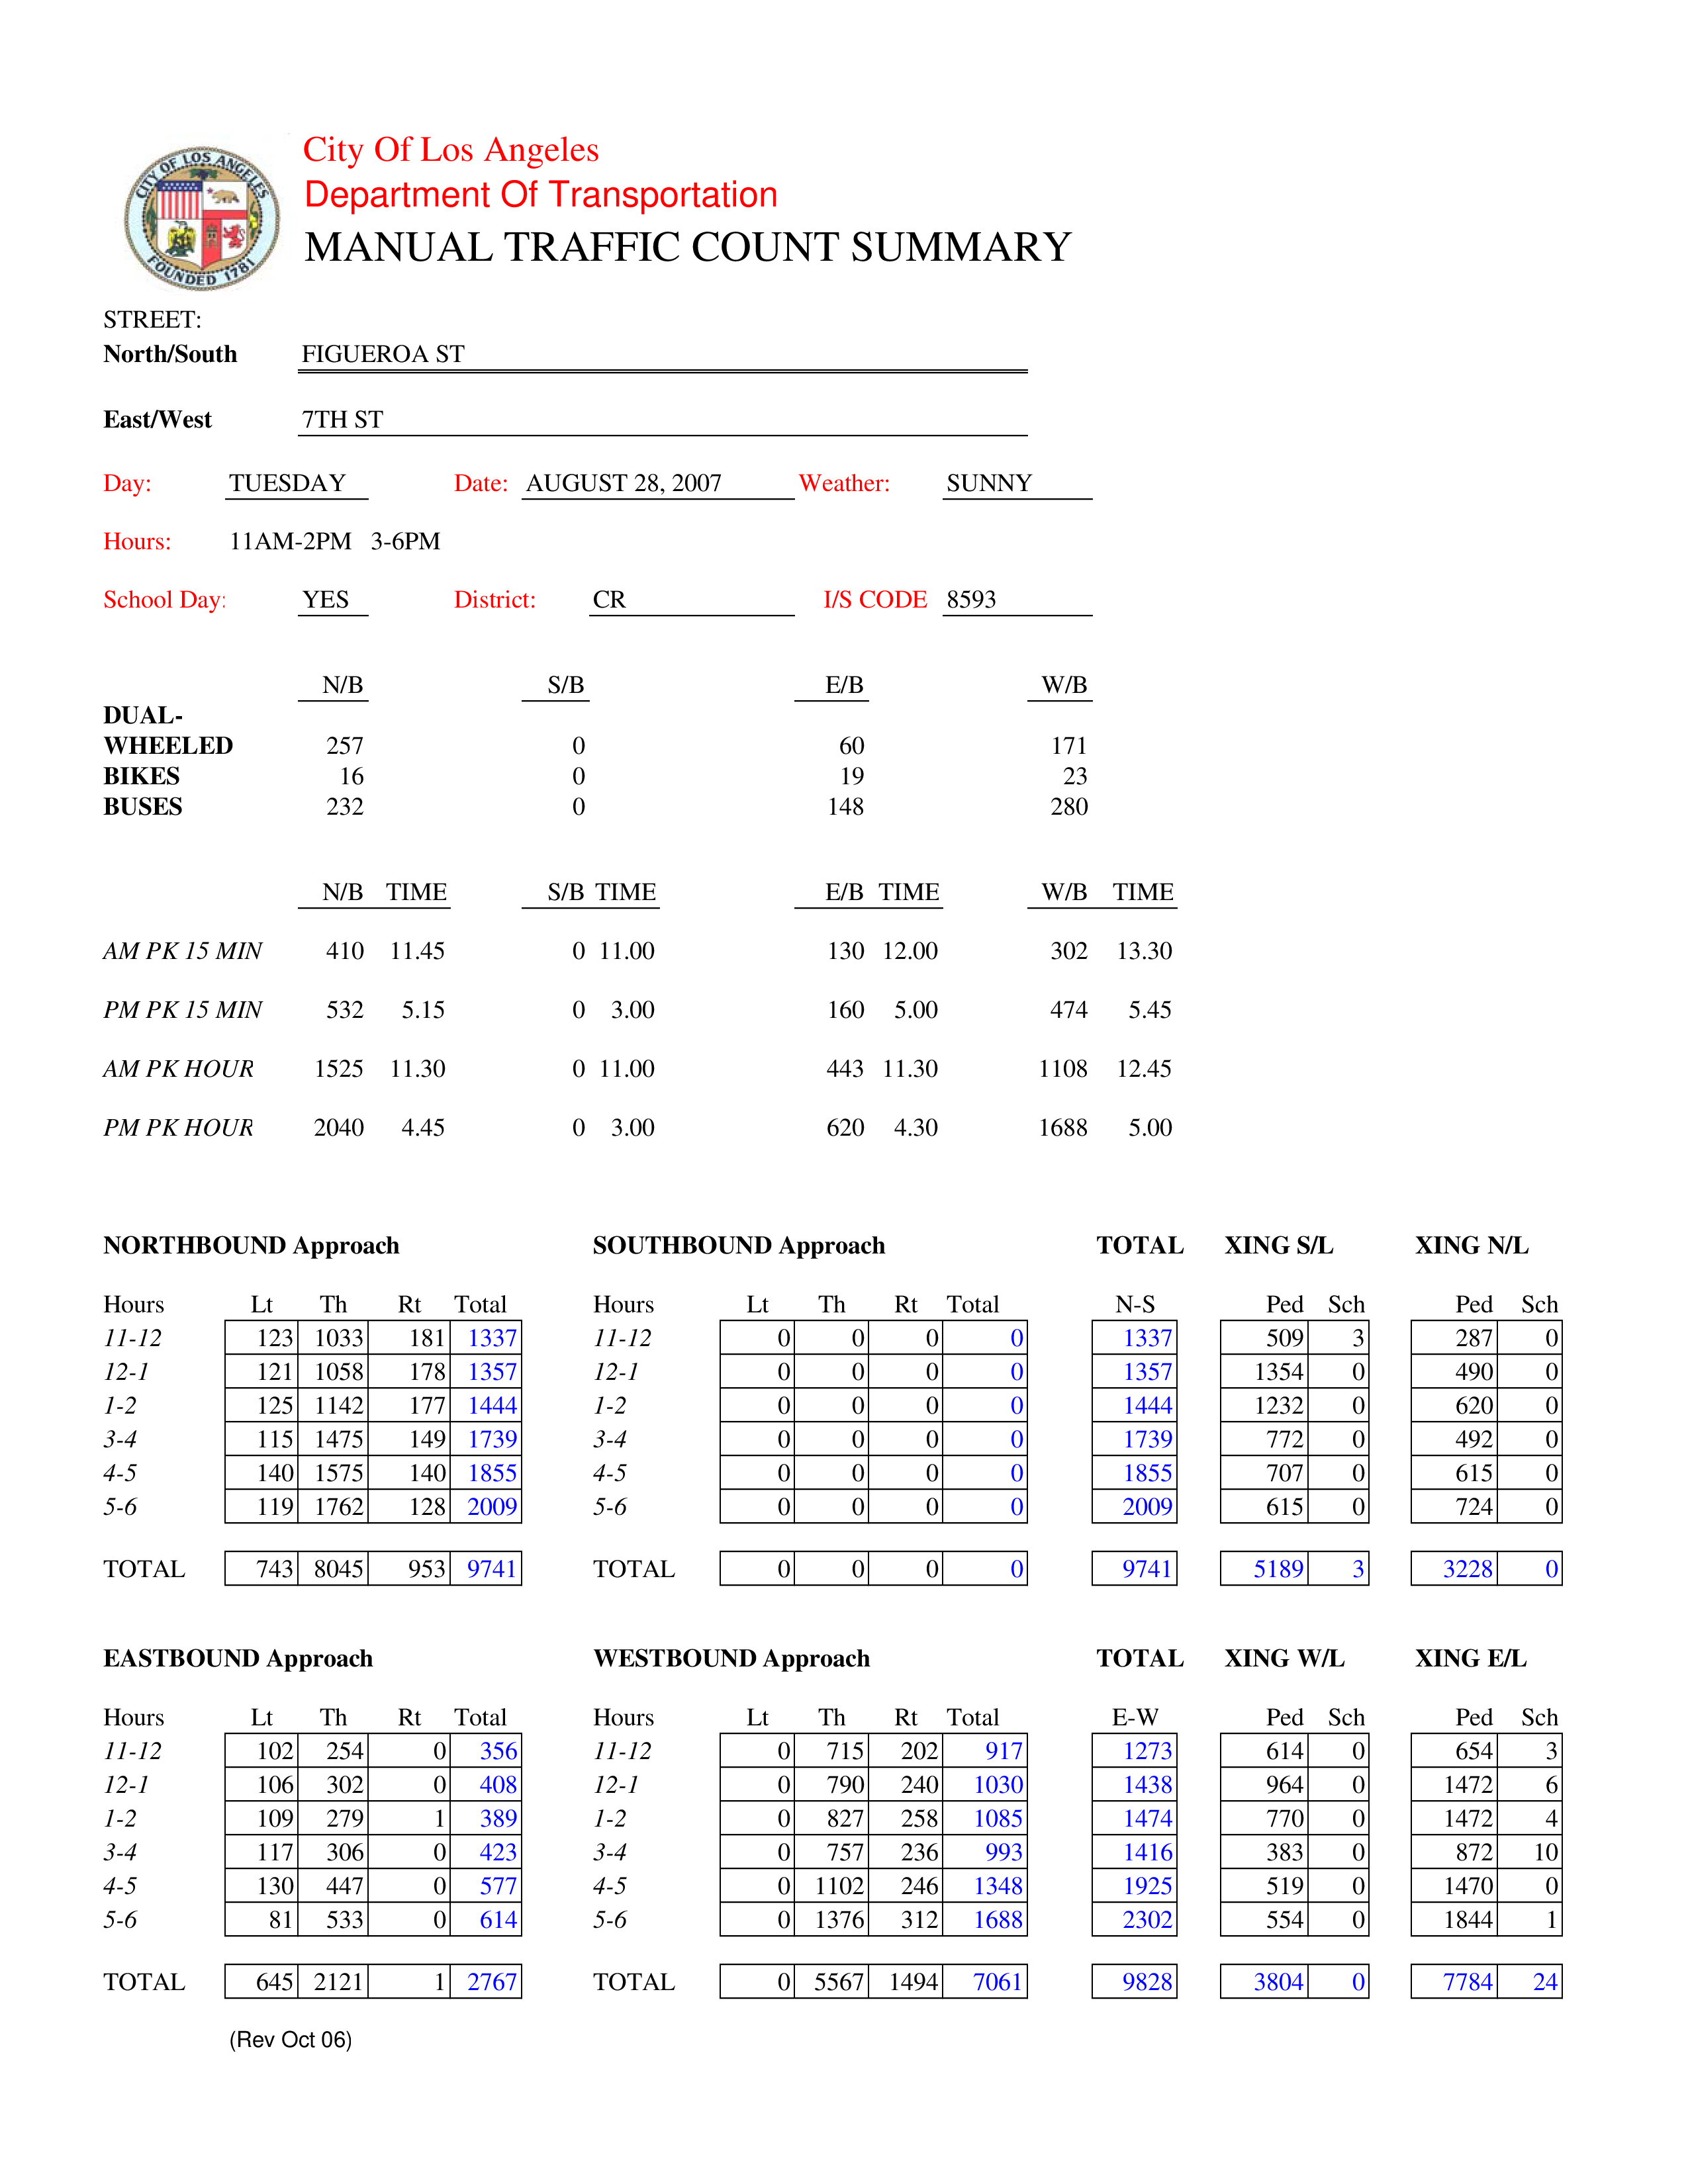 CITY OF LOS ANGELES
FOUNDED 1781
City Of Los Angeles
Department Of Transportation
MANUAL TRAFFIC COUNT SUMMARY
STREET:
North/South FIGUEROA ST
East/West 7TH ST
Day: TUESDAY Date: AUGUST 28, 2007 Weather: SUNNY
Hours: 11AM-2PM 3-6PM
School Day: YES District: CR I/S CODE 8593
N/B S/B E/B W/B
DUAL-
WHEELED 257 0 60 171
BIKES 16 0 19 23
BUSES 232 0 148 280
N/B TIME S/B TIME E/B TIME W/B TIME
AM PK 15 MIN 410 11.45 0 11.00 130 12.00 302 13.30
PM PK 15 MIN 532 5.15 0 3.00 160 5.00 474 5.45
AM PK HOUR 1525 11.30 0 11.00 443 11.30 1108 12.45
PM PK HOUR 2040 4.45 0 3.00 620 4.30 1688 5.00
NORTHBOUND Approach SOUTHBOUND Approach TOTAL XING S/L XING N/L
Hours Lt Th Rt Total Hours Lt Th Rt Total N-S Ped Sch Ped Sch
11-12 123 1033 181 1337 11-12 0 0 0 0 1337 509 3 287 0
12-1 121 1058 178 1357 12-1 0 0 0 0 1357 1354 0 490 0
1-2 125 1142 177 1444 1-2 0 0 0 0 1444 1232 0 620 0
3-4 115 1475 149 1739 3-4 0 0 0 0 1739 772 0 492 0
4-5 140 1575 140 1855 4-5 0 0 0 0 1855 707 0 615 0
5-6 119 1762 128 2009 5-6 0 0 0 0 2009 615 0 724 0
TOTAL 743 8045 953 9741 TOTAL 0 0 0 0 9741 5189 3 3228 0
EASTBOUND Approach WESTBOUND Approach TOTAL XING W/L XING E/L
Hours Lt Th Rt Total Hours Lt Th Rt Total E-W Ped Sch Ped Sch
11-12 102 254 0 356 11-12 0 715 202 917 1273 614 0 654 3
12-1 106 302 0 408 12-1 0 790 240 1030 1438 964 0 1472 6
1-2 109 279 1 389 1-2 0 827 258 1085 1474 770 0 1472 4
3-4 117 306 0 423 3-4 0 757 236 993 1416 383 0 872 10
4-5 130 447 0 577 4-5 0 1102 246 1348 1925 519 0 1470 0
5-6 81 533 0 614 5-6 0 1376 312 1688 2302 554 0 1844 1
TOTAL 645 2121 1 2767 TOTAL 0 5567 1494 7061 9828 3804 0 7784 24
(Rev Oct 06)